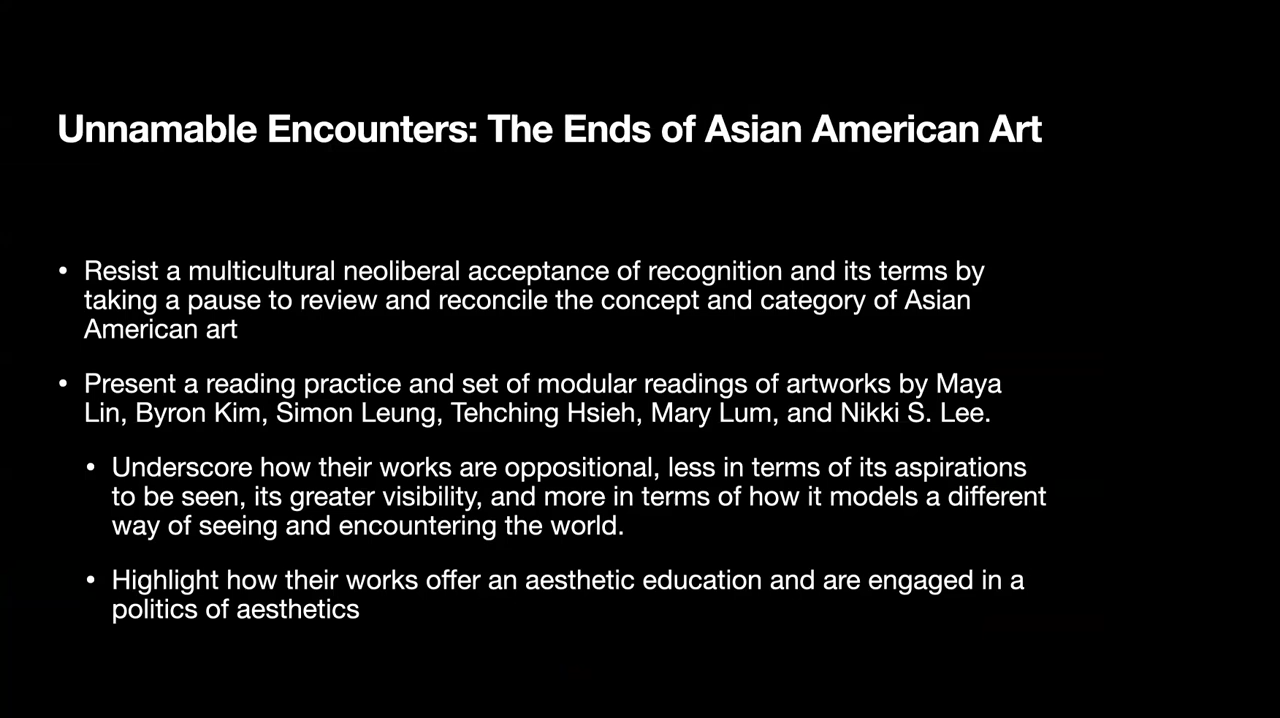 Unnamable Encounters: The Ends of Asian American Art
• Resist a multicultural neoliberal acceptance of recognition and its terms by
taking a pause to review and reconcile the concept and category of Asian
American art
• Present a reading practice and set of modular readings of artworks by Maya
Lin, Byron Kim, Simon Leung, Tehching Hsieh, Mary Lum, and Nikki S. Lee.
• Underscore how their works are oppositional, less in terms of its aspirations
to be seen, its greater visibility, and more in terms of how it models a different
way of seeing and encountering the world.
• Highlight how their works offer an aesthetic education and are engaged in a
politics of aesthetics